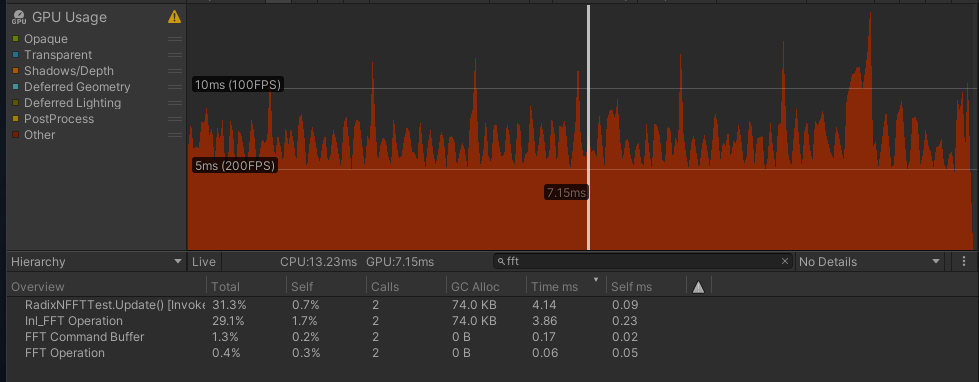 GPU Usage
Opaque
Transparent
Shadows/Depth
Deferred Geometry
Deferred Lighting
PostProcess
Other
10ms (100FPS)
5ms (200FPS)
7.15ms
Hierarchy Live CPU:13.23ms GPU:7.15ms fft No Details
Overview Total Self Calls GC Alloc Time ms Self ms
RadixNFFTTest.Update() [Invoke 31.3% 0.7% 2 74.0 KB 4.14 0.09
Inl_FFT Operation 29.1% 1.7% 2 74.0 KB 3.86 0.23
FFT Command Buffer 1.3% 0.2% 2 0 B 0.17 0.02
FFT Operation 0.4% 0.3% 2 0 B 0.06 0.05